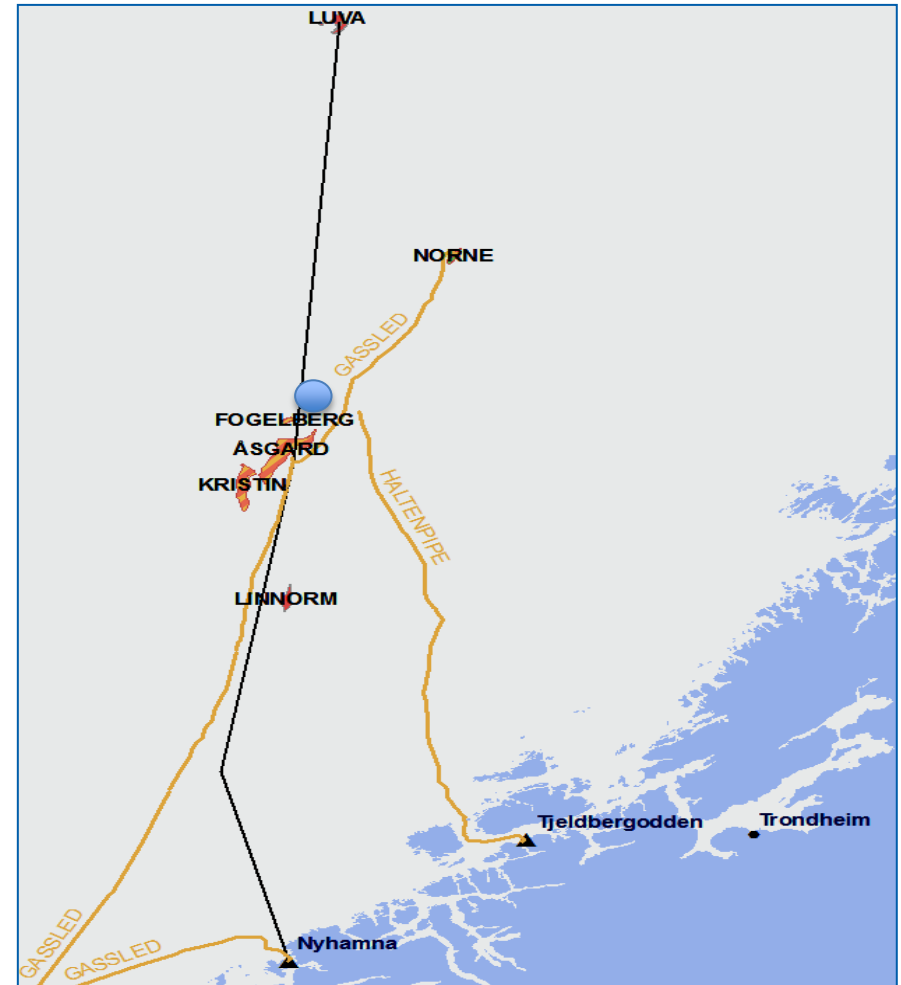 LUVA
NORNE
GASSLED
FOGELBERG
ÅSGARD
KRISTIN
HALTENPIPE
LINNORM
Tjeldbergodden
Trondheim
Nyhamna
GASSLED
GASSLED